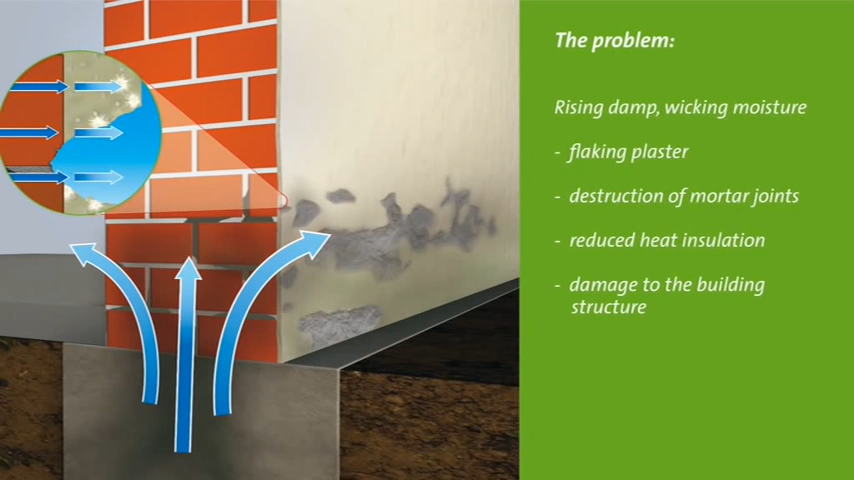 The problem:
Rising damp, wicking moisture
- flaking plaster
- destruction of mortar joints
- reduced heat insulation
- damage to the building
structure